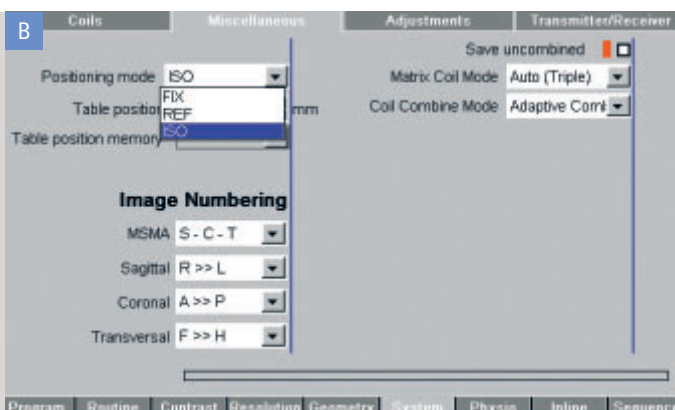 B
Coils Miscellaneous Adjustments Transmitter/Receiver
Save uncombined
Positioning mode ISO
Matrix Coil Mode Auto (Triple)
FIX
Table position mm
REF
Coil Combine Mode Adaptive Comb
ISO
Table position memory
Image Numbering
MSMA S - C - T
Sagittal R >> L
Coronal A >> P
Transversal F >> H
Program Routine Contrast Resolution Geometry System Physio Inline Sequence